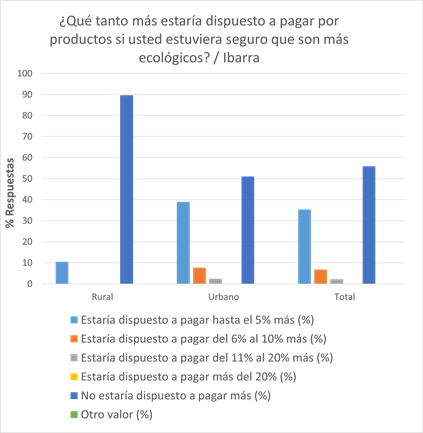 ¿Qué tanto más estaría dispuesto a pagar por
productos si usted estuviera seguro que son más
ecológicos? / Ibarra
% Respuestas
100
90
80
70
60
50
40
30
20
10
0
Rural
Urbano
Total
Estaría dispuesto a pagar hasta el 5% más (%)
Estaría dispuesto a pagar del 6% al 10% más (%)
Estaría dispuesto a pagar del 11% al 20% más (%)
Estaría dispuesto a pagar más del 20% (%)
No estaría dispuesto a pagar más (%)
Otro valor (%)